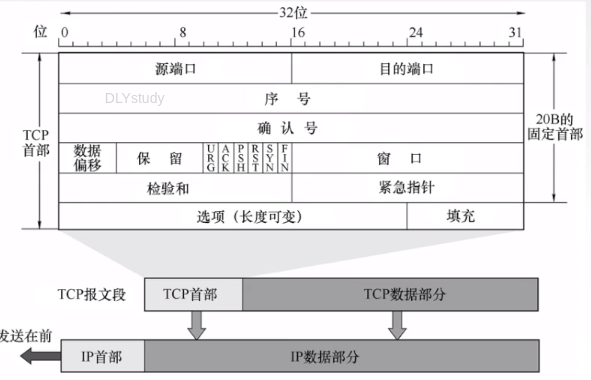 32位
位 0 8 16 24 31
源端口 目的端口
DLYstudy 序 号
确 认 号
TCP首部
20B的固定首部
数据偏移 保 留 URG ACK PSH RST SYN FIN 窗 口
检验和 紧急指针
选项（长度可变） 填充
TCP报文段 TCP首部 TCP数据部分
发送在前
IP首部 IP数据部分